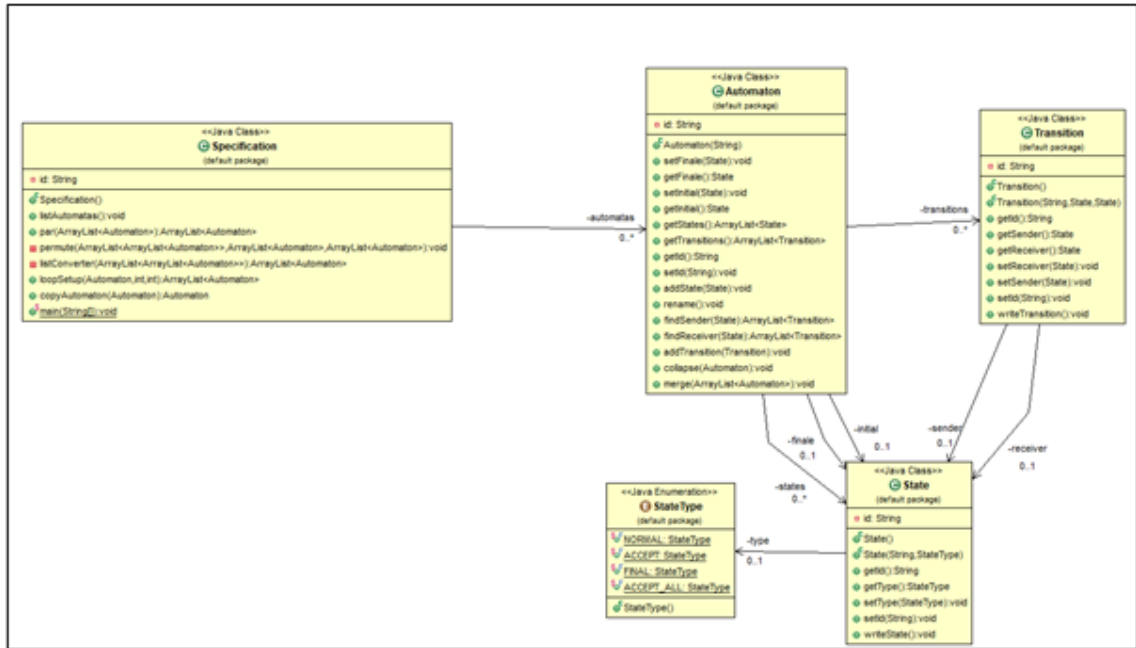 <<Java Class>>
Specification
(default package)
id: String
Specification()
listAutomatas():void
par(ArrayList<Automaton>):ArrayList<Automaton>
permute(ArrayList<ArrayList<Automaton>>,ArrayList<Automaton>,ArrayList<Automaton>):void
listConverter(ArrayList<ArrayList<Automaton>>):ArrayList<Automaton>
loopSetup(Automaton,int,int):ArrayList<Automaton>
copyAutomaton(Automaton):Automaton
main(String[]):void
-automatas
0..*
<<Java Class>>
Automaton
(default package)
id: String
Automaton(String)
setFinale(State):void
getFinale():State
setInitial(State):void
getInitial():State
getStates():ArrayList<State>
getTransitions():ArrayList<Transition>
getId():String
setId(String):void
addState(State):void
rename():void
findSender(State):ArrayList<Transition>
findReceiver(State):ArrayList<Transition>
addTransition(Transition):void
collapse(Automaton):void
merge(ArrayList<Automaton>):void
-transitions
0..*
<<Java Class>>
Transition
(default package)
id: String
Transition()
Transition(String,State,State)
getId():String
getSender():State
getReceiver():State
setReceiver(State):void
setSender(State):void
setId(String):void
writeTransition():void
-finale
0..1
-initial
0..1
-sender
0..1
-receiver
0..1
-states
0..*
<<Java Enumeration>>
StateType
(default package)
NORMAL: StateType
ACCEPT: StateType
FINAL: StateType
ACCEPT_ALL: StateType
StateType()
-type
0..1
<<Java Class>>
State
(default package)
id: String
State()
State(String,StateType)
getId():String
getType():StateType
setType(StateType):void
setId(String):void
writeState():void